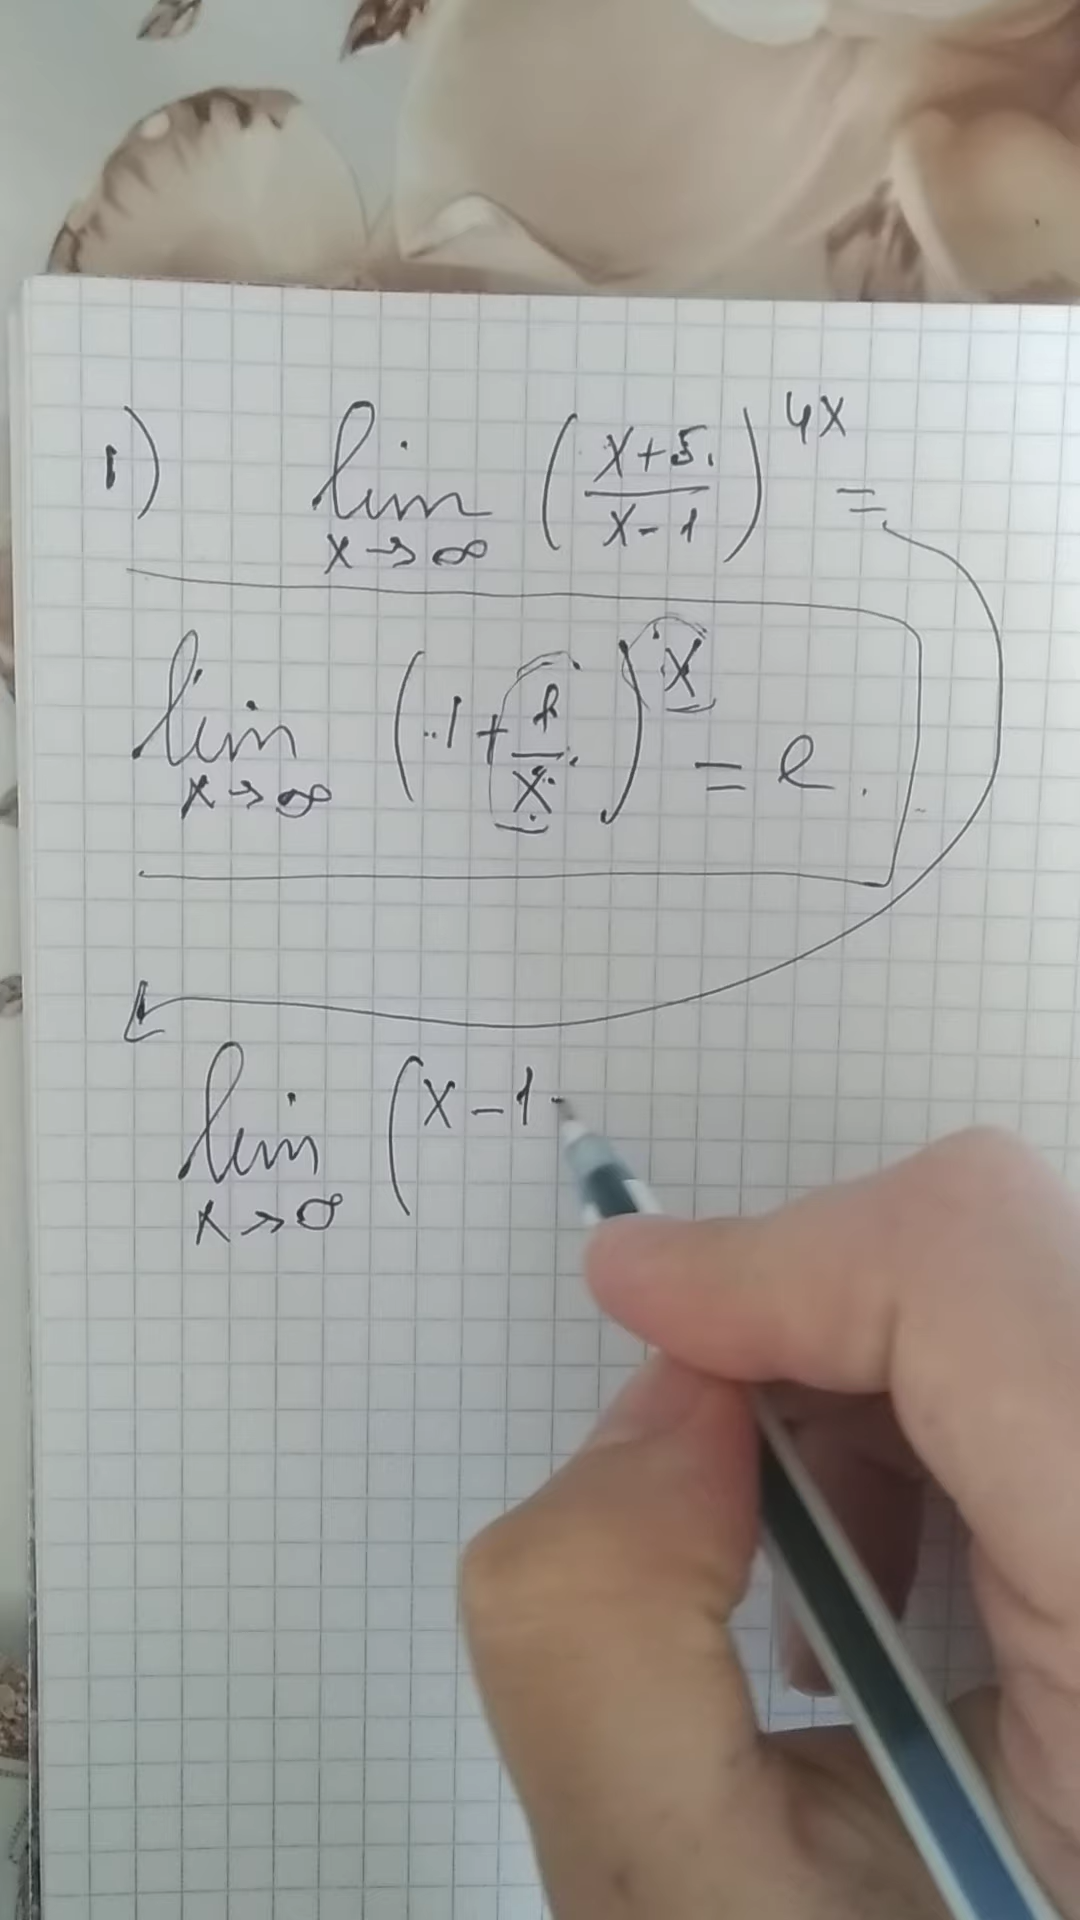 1) lim x→∞ (x+5/x-1)^4x =
lim x→∞ (1+1/x)^x = e.
lim x→∞ (x-1